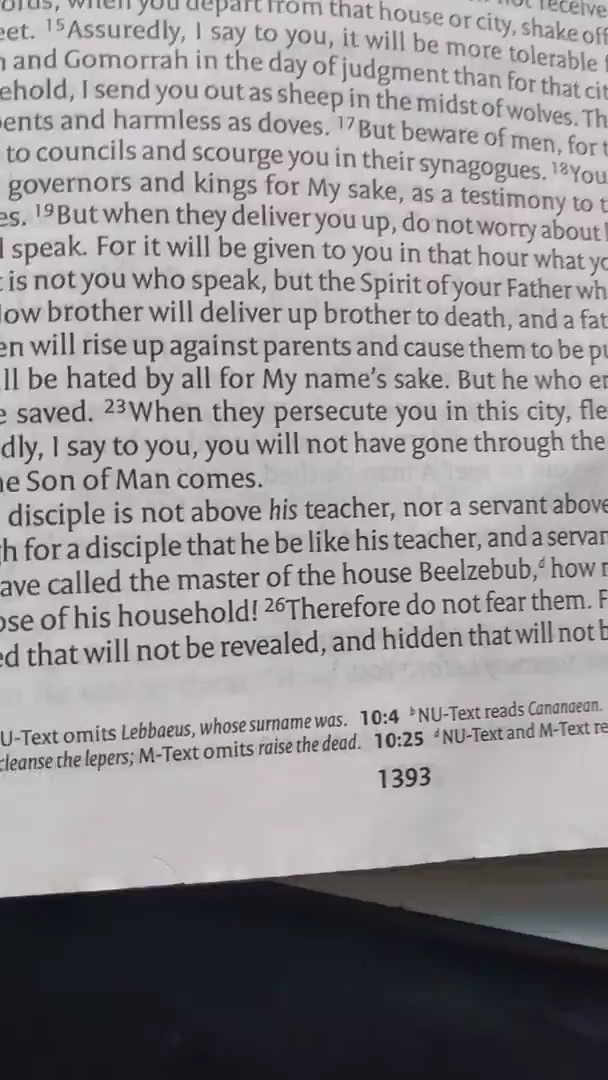 when you depart from that house or city, shake off
eet. 15Assuredly, I say to you, it will be more tolerable
and Gomorrah in the day of judgment than for that cit
ehold, I send you out as sheep in the midst of wolves. Th
ents and harmless as doves. 17But beware of men, for t
to councils and scourge you in their synagogues. 18You
governors and kings for My sake, as a testimony to t
es. 19But when they deliver you up, do not worry about
speak. For it will be given to you in that hour what yo
is not you who speak, but the Spirit of your Father wh
low brother will deliver up brother to death, and a fat
en will rise up against parents and cause them to be pu
ll be hated by all for My name's sake. But he who en
e saved. 23When they persecute you in this city, fle
dly, I say to you, you will not have gone through the
he Son of Man comes.
disciple is not above his teacher, nor a servant above
h for a disciple that he be like his teacher, and a servan
ave called the master of the house Beelzebub,d how m
ose of his household! 26Therefore do not fear them. F
ed that will not be revealed, and hidden that will not b
U-Text omits Lebbaeus, whose surname was. 10:4 bNU-Text reads Cananaean.
cleanse the lepers; M-Text omits raise the dead. 10:25 dNU-Text and M-Text re
1393